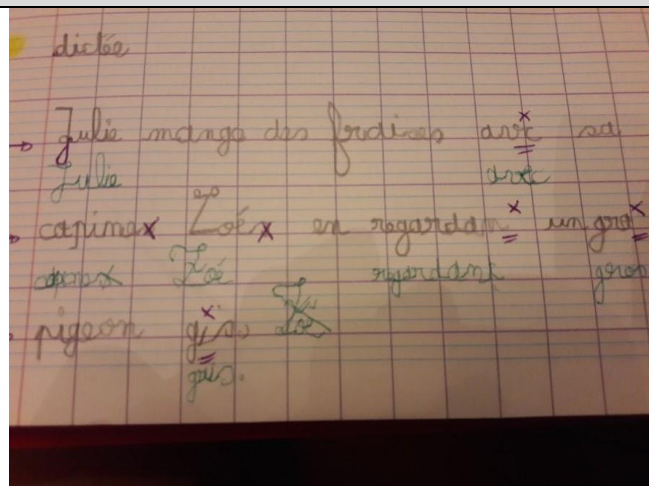 dictée
Julie mange des fraises avec sa
Julie avec
copine Zoé en regardan un gro
copine Zoé regardant gros
pigeon gris. Zoé
gris.